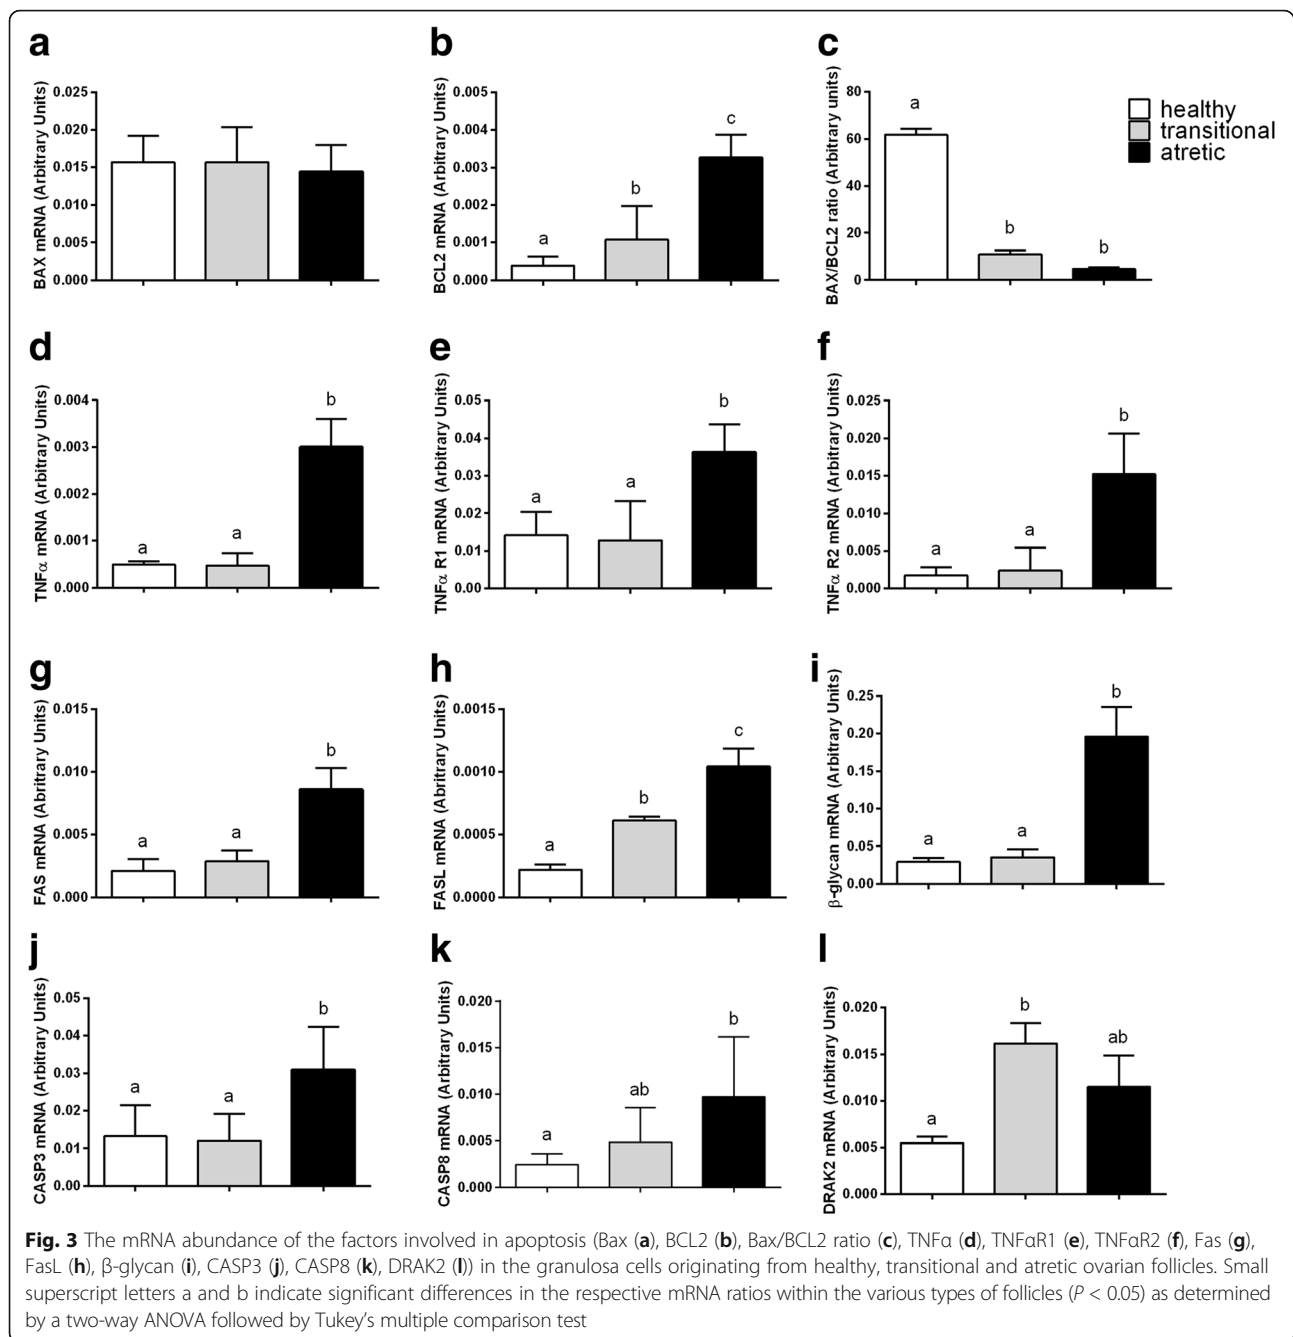 a
BAX mRNA (Arbitrary Units)
0.025
0.020
0.015
0.010
0.005
0.000
b
BCL2 mRNA (Arbitrary Units)
0.005
0.004
0.003
0.002
0.001
0.000
a
b
c
c
BAX/BCL2 ratio (Arbitrary units)
80
60
40
20
0
a
b
b
healthy
transitional
atretic
d
TNFα mRNA (Arbitrary Units)
0.004
0.003
0.002
0.001
0.000
a
a
b
e
TNFα R1 mRNA (Arbitrary Units)
0.05
0.04
0.03
0.02
0.01
0.00
a
a
b
f
TNFα R2 mRNA (Arbitrary Units)
0.025
0.020
0.015
0.010
0.005
0.000
a
a
b
g
FAS mRNA (Abritrary Units)
0.015
0.010
0.005
0.000
a
a
b
h
FASL mRNA (Arbitrary Units)
0.0015
0.0010
0.0005
0.0000
a
b
c
i
β-glycan mRNA (Arbitrary Units)
0.25
0.20
0.15
0.10
0.05
0.00
a
a
b
j
CASP3 mRNA (Arbitrary Units)
0.05
0.04
0.03
0.02
0.01
0.00
a
a
b
k
CASP8 mRNA (Arbitrary Units)
0.020
0.015
0.010
0.005
0.000
a
ab
b
l
DRAK2 mRNA (Arbitrary Units)
0.020
0.015
0.010
0.005
0.000
a
b
ab
Fig. 3 The mRNA abundance of the factors involved in apoptosis (Bax (a), BCL2 (b), Bax/BCL2 ratio (c), TNFα (d), TNFαR1 (e), TNFαR2 (f), Fas (g),
FasL (h), β-glycan (i), CASP3 (j), CASP8 (k), DRAK2 (l)) in the granulosa cells originating from healthy, transitional and atretic ovarian follicles. Small
superscript letters a and b indicate significant differences in the respective mRNA ratios within the various types of follicles (P < 0.05) as determined
by a two-way ANOVA followed by Tukey’s multiple comparison test